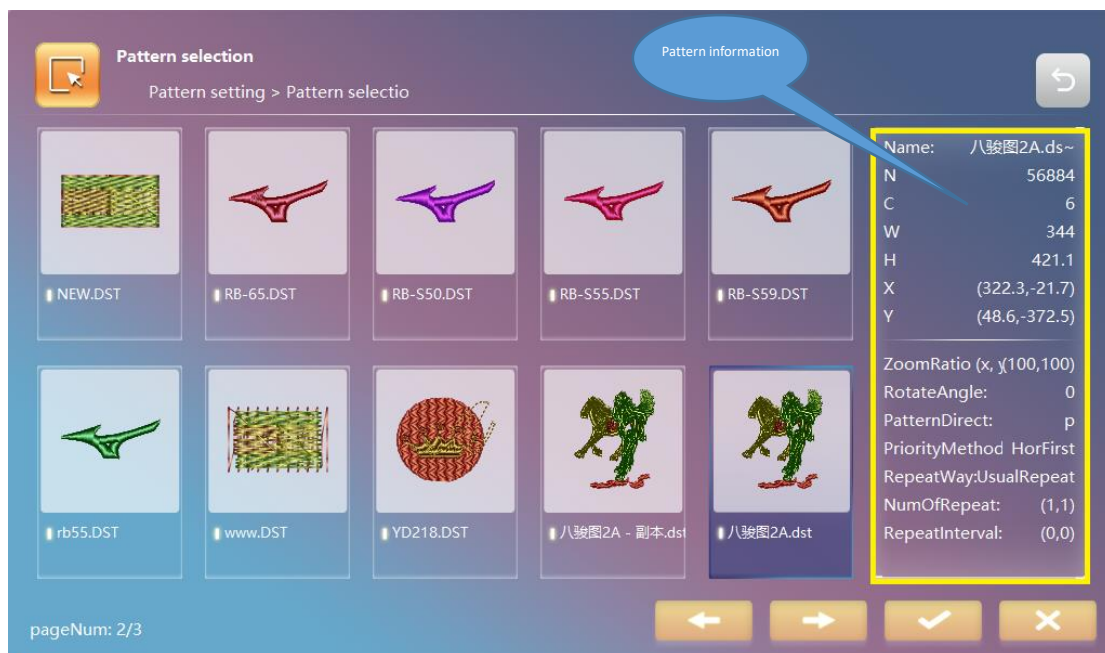 Pattern selection
Pattern setting > Pattern selectio
Pattern information
NEW.DST
RB-65.DST
RB-S50.DST
RB-S55.DST
RB-S59.DST
rb55.DST
www.DST
YD218.DST
八骏图2A - 副本.dst
八骏图2A.dst
Name: 八骏图2A.ds~
N 56884
C 6
W 344
H 421.1
X (322.3,-21.7)
Y (48.6,-372.5)
ZoomRatio (x, y(100,100)
RotateAngle: 0
PatternDirect: p
PriorityMethod HorFirst
RepeatWay:UsualRepeat
NumOfRepeat: (1,1)
RepeatInterval: (0,0)
pageNum: 2/3